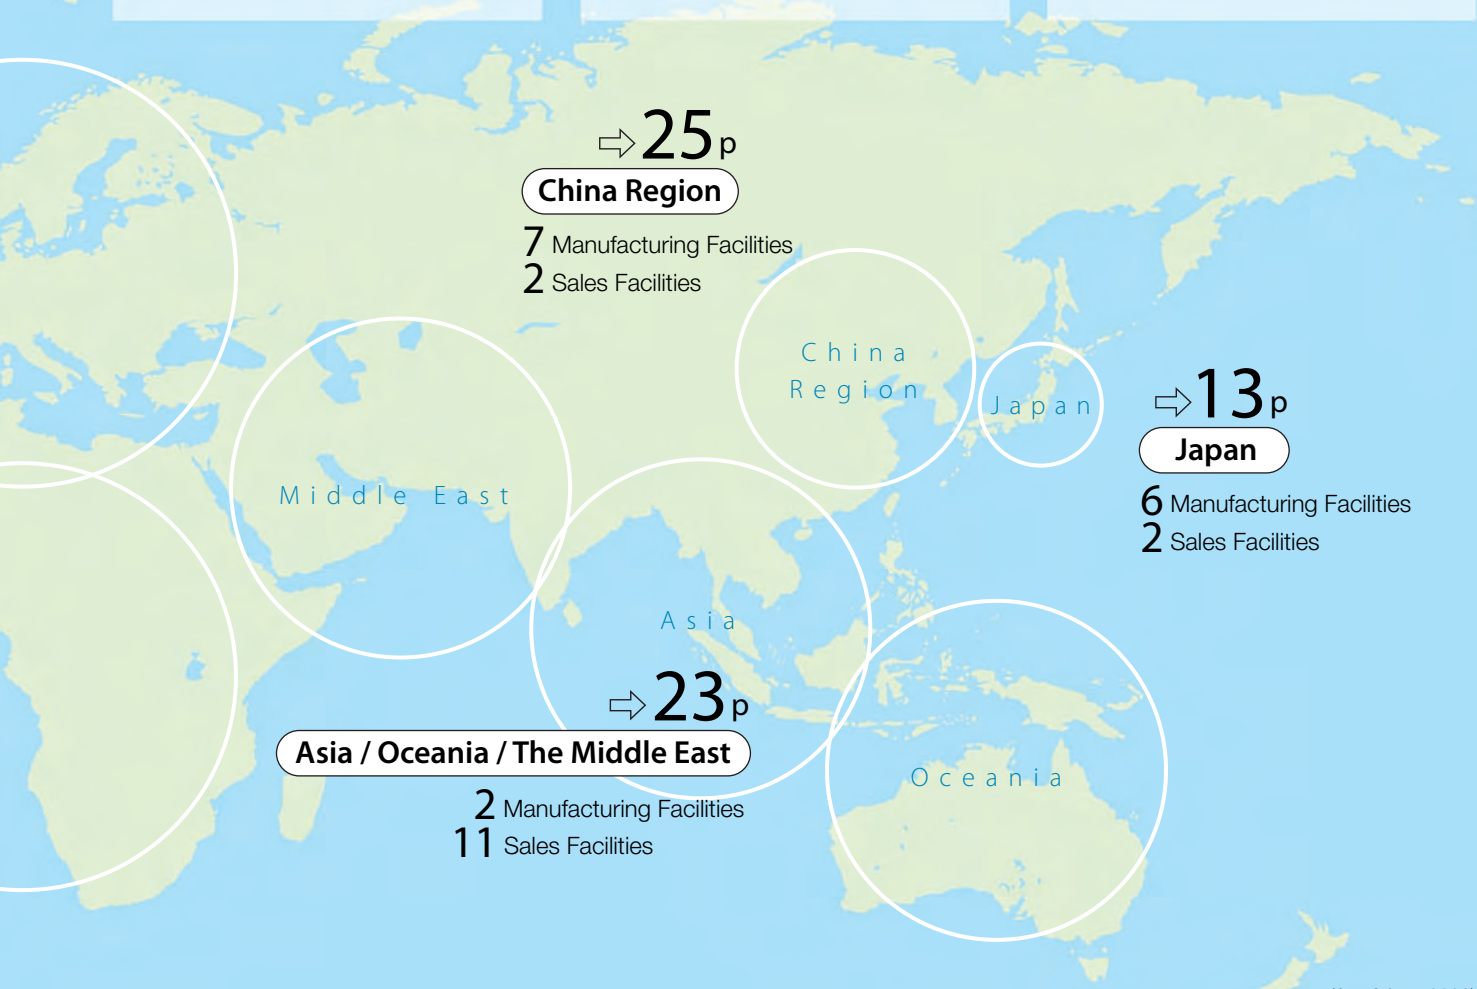 ⇨25p
China Region
7 Manufacturing Facilities
2 Sales Facilities
China
Region
Japan
⇨13p
Japan
6 Manufacturing Facilities
2 Sales Facilities
Middle East
Asia
⇨23p
Asia / Oceania / The Middle East
2 Manufacturing Facilities
11 Sales Facilities
Oceania